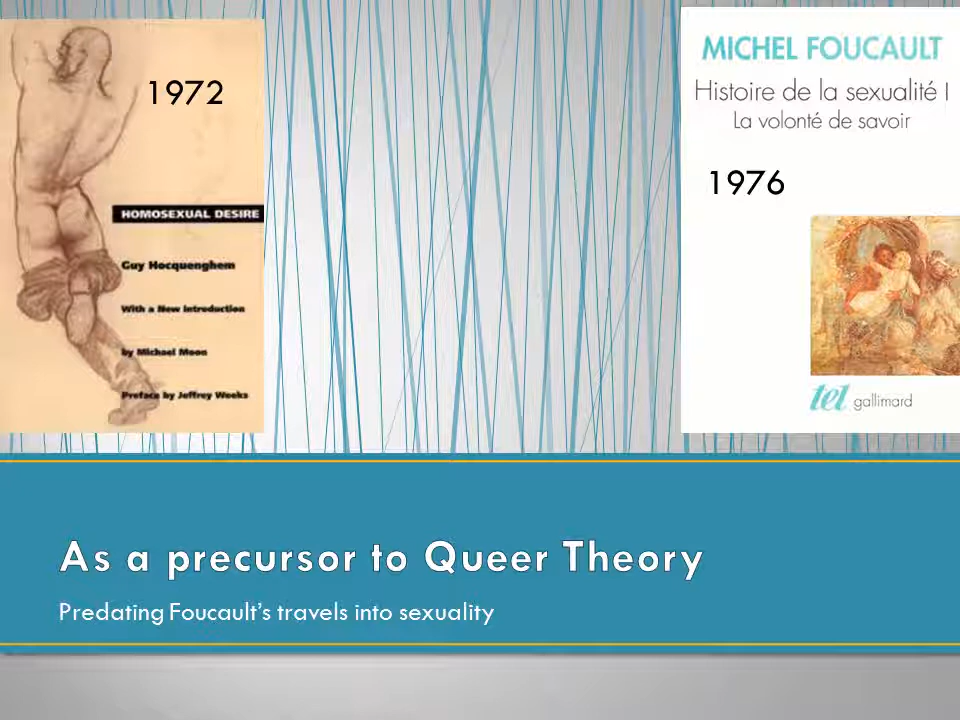 1972
HOMOSEXUAL DESIRE
Guy Hocquenghem
With a New Introduction
by Michael Moon
Preface by Jeffrey Weeks
MICHEL FOUCAULT
Histoire de la sexualité I
La volonté de savoir
1976
tel gallimard
As a precursor to Queer Theory
Predating Foucault's travels into sexuality